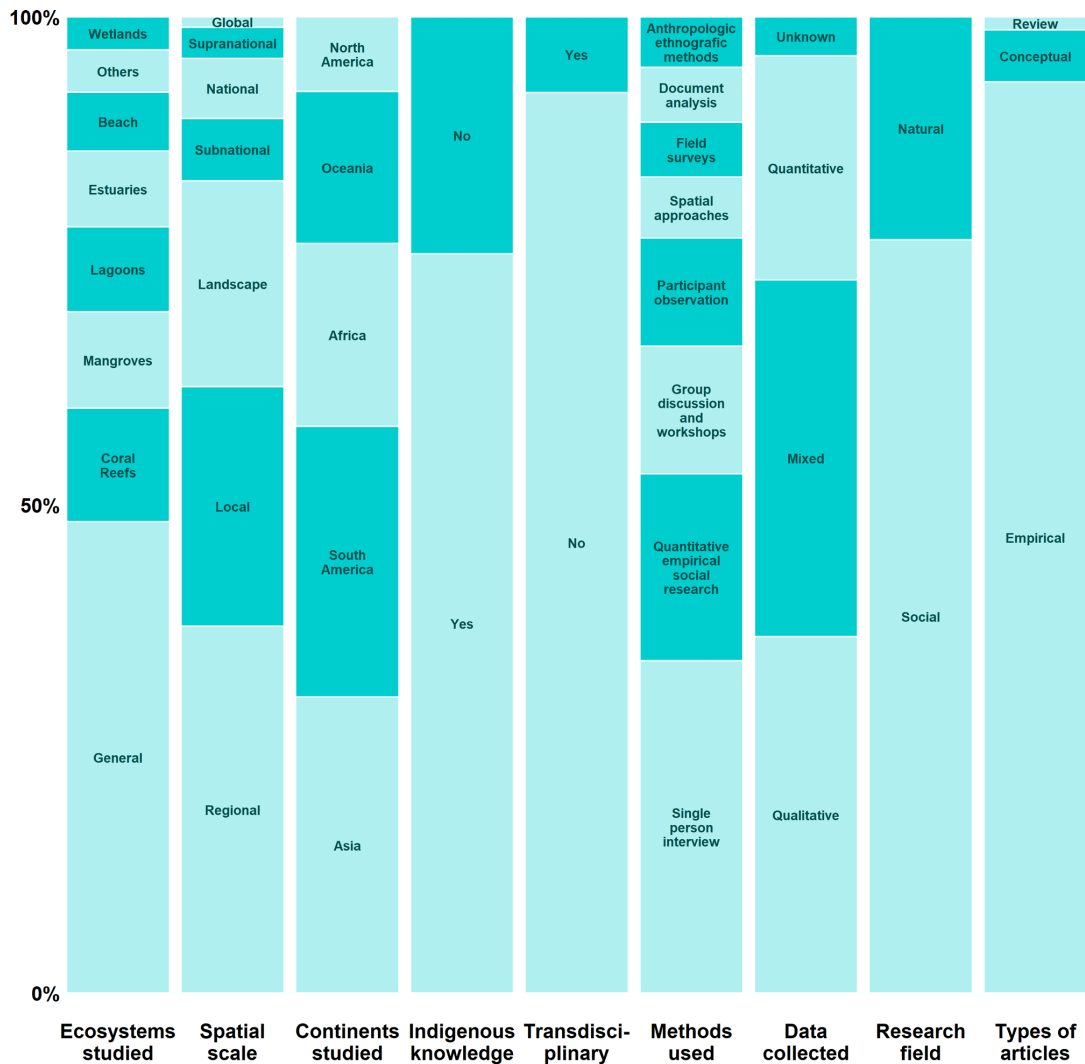 100%
50%
0%
Wetlands
Others
Beach
Estuaries
Lagoons
Mangroves
Coral
Reefs
General
Ecosystems
studied
Global
Supranational
National
Subnational
Landscape
Local
Regional
Spatial
scale
North
America
Oceania
Africa
South
America
Asia
Continents
studied
No
Yes
Indigenous
knowledge
Yes
No
Transdisci-
plinary
Anthropologic
ethnografic
methods
Document
analysis
Field
surveys
Spatial
approaches
Participant
observation
Group
discussion
and
workshops
Quantitative
empirical
social
research
Single
person
interview
Methods
used
Unknown
Quantitative
Mixed
Qualitative
Data
collected
Natural
Social
Research
field
Review
Conceptual
Empirical
Types of
articles